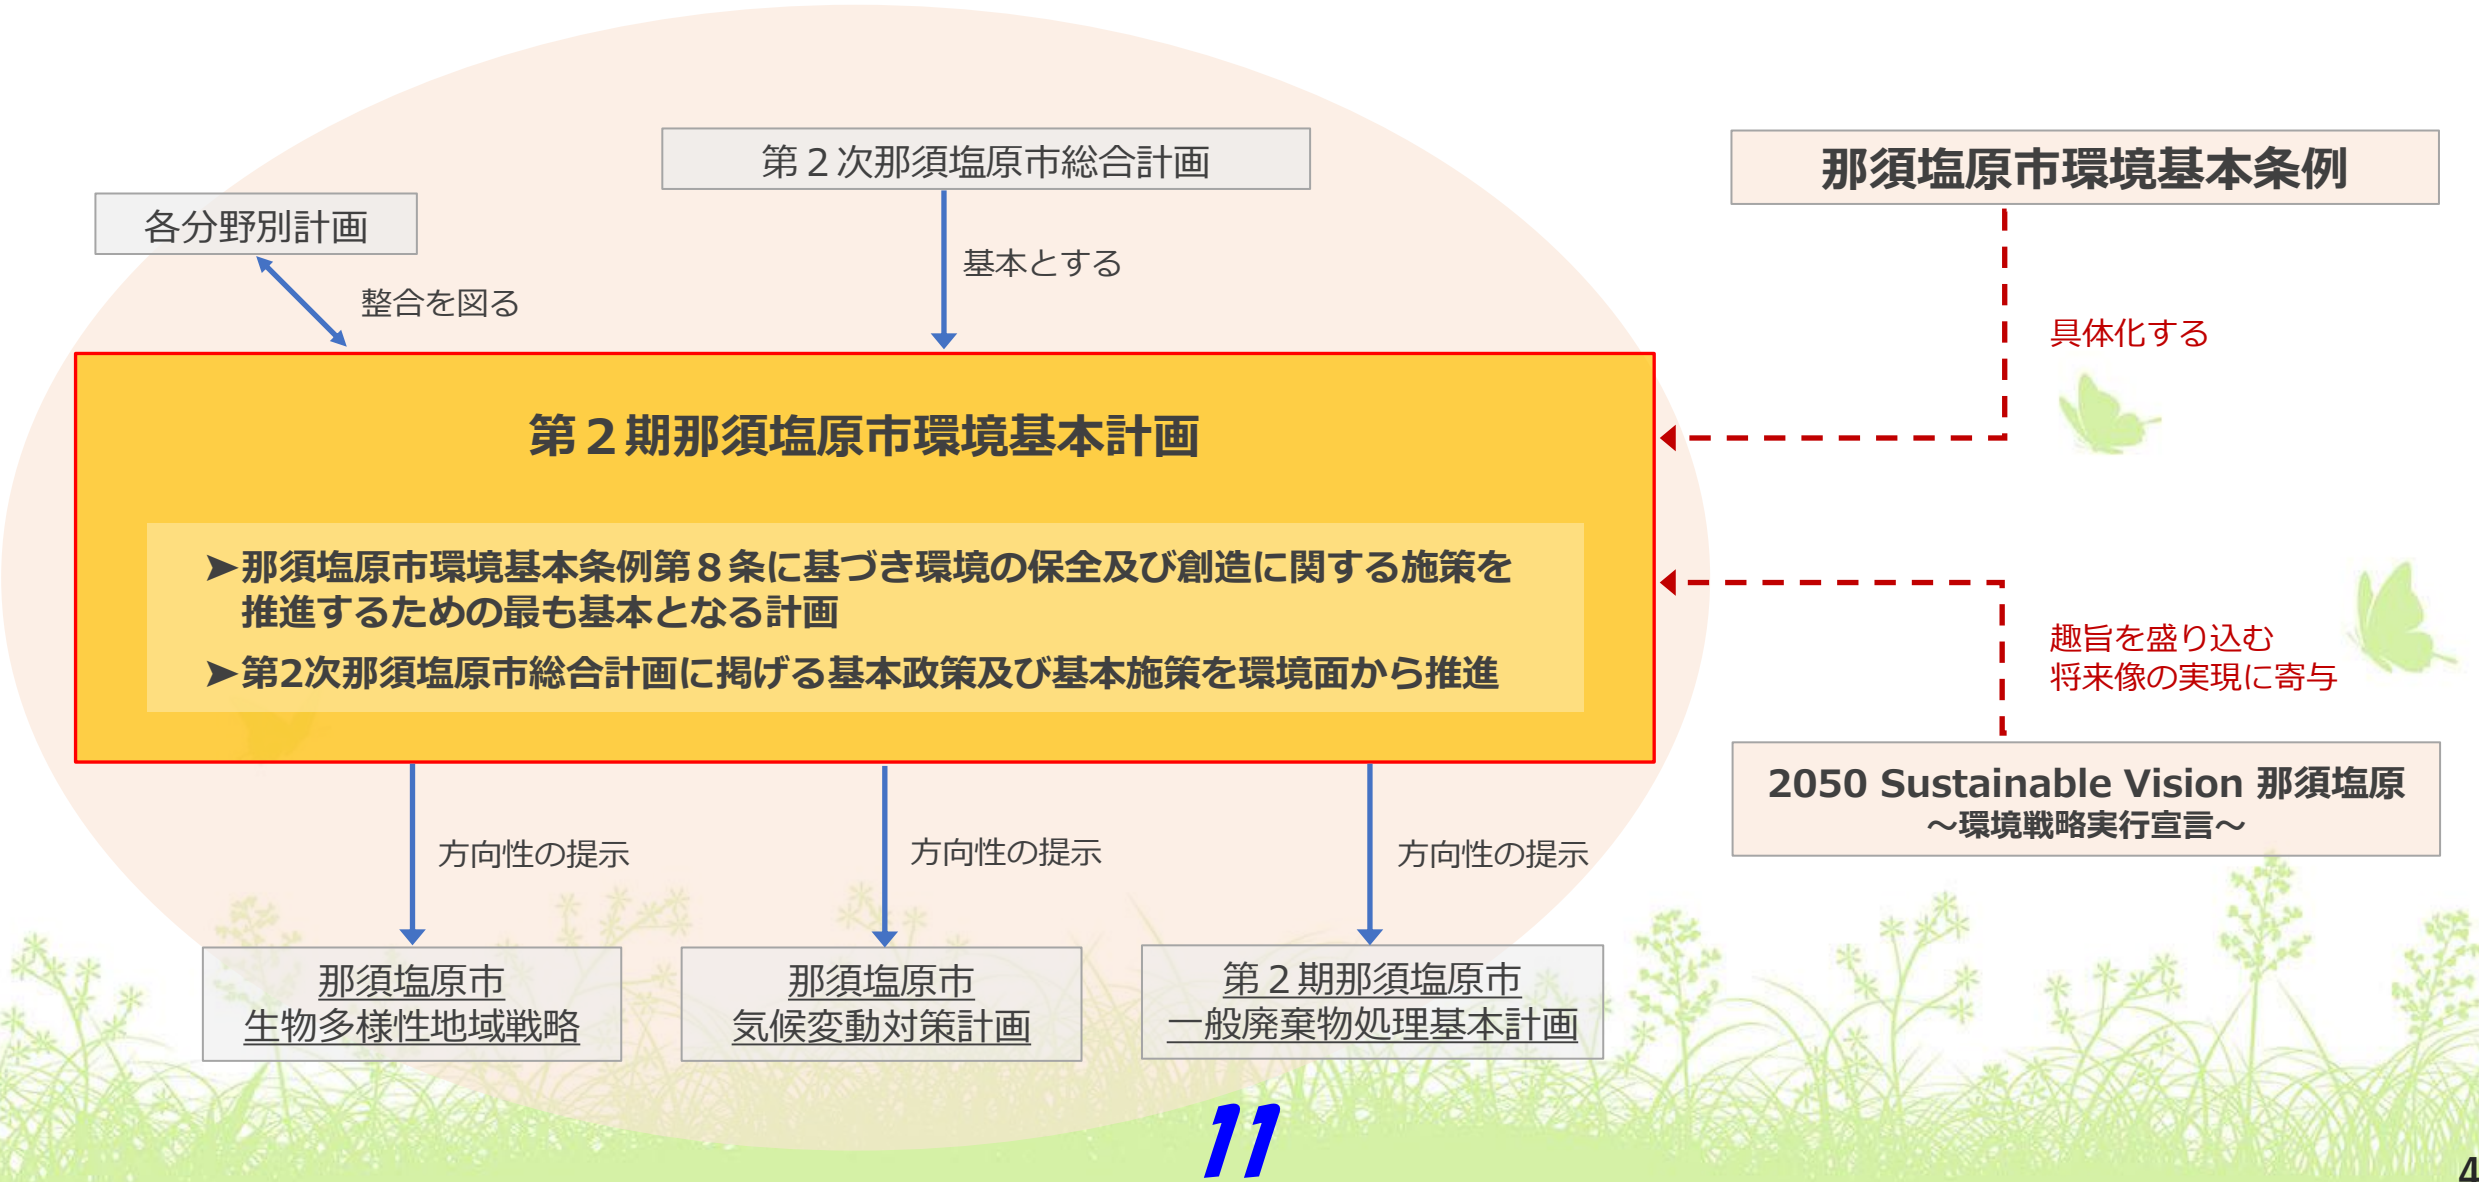 第２次那須塩原市総合計画
那須塩原市環境基本条例
各分野別計画
基本とする
整合を図る
具体化する
第２期那須塩原市環境基本計画
➤那須塩原市環境基本条例第８条に基づき環境の保全及び創造に関する施策を
推進するための最も基本となる計画
➤第2次那須塩原市総合計画に掲げる基本政策及び基本施策を環境面から推進
趣旨を盛り込む
将来像の実現に寄与
2050 Sustainable Vision 那須塩原
～環境戦略実行宣言～
方向性の提示
方向性の提示
方向性の提示
那須塩原市
生物多様性地域戦略
那須塩原市
気候変動対策計画
第２期那須塩原市
一般廃棄物処理基本計画
11
4